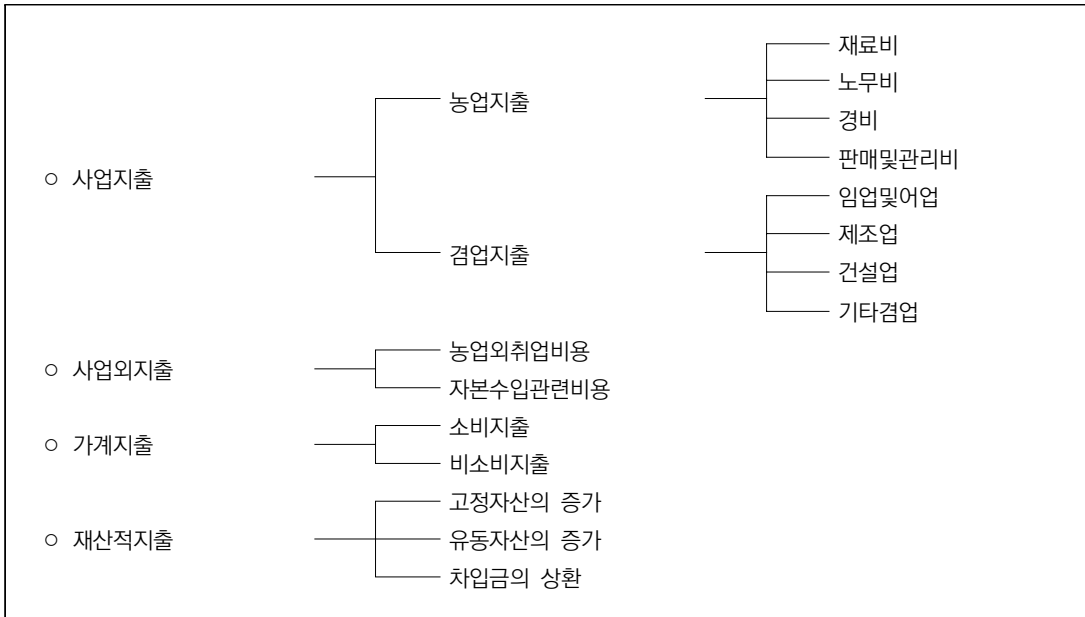 ○ 사업지출
농업지출
재료비
노무비
경비
판매및관리비
겸업지출
임업및어업
제조업
건설업
기타겸업
○ 사업외지출
농업외취업비용
자본수입관련비용
○ 가계지출
소비지출
비소비지출
○ 재산적지출
고정자산의 증가
유동자산의 증가
차입금의 상환